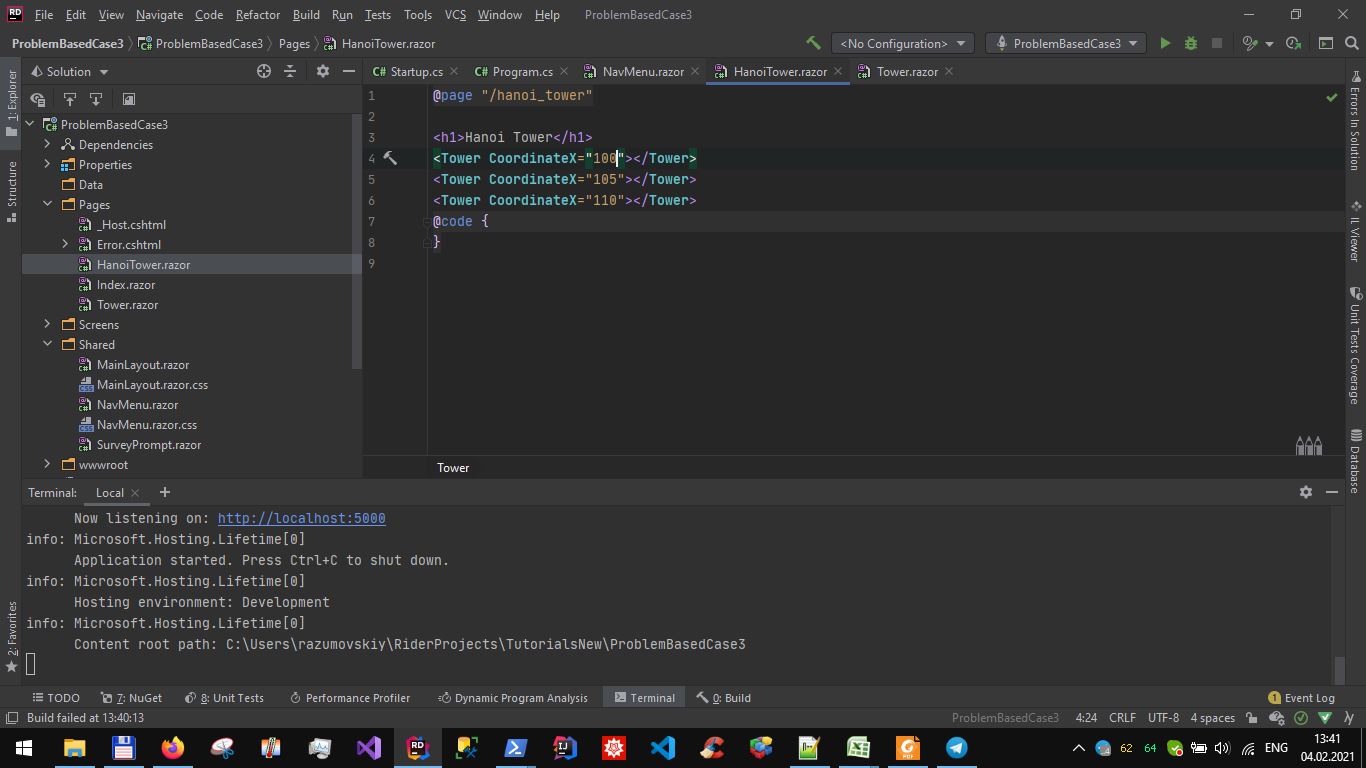 File Edit View Navigate Code Refactor Build Run Tests Tools VCS Window Help ProblemBasedCase3
ProblemBasedCase3 ProblemBasedCase3 Pages HanoiTower.razor <No Configuration> ProblemBasedCase3
Solution
Startup.cs Program.cs NavMenu.razor HanoiTower.razor Tower.razor
1: Explorer
Structure
2: Favorites
ProblemBasedCase3
Dependencies
Properties
Data
Pages
_Host.cshtml
Error.cshtml
HanoiTower.razor
Index.razor
Tower.razor
Screens
Shared
MainLayout.razor
MainLayout.razor.css
NavMenu.razor
NavMenu.razor.css
SurveyPrompt.razor
wwwroot
1 @page "/hanoi_tower"
2
3 <h1>Hanoi Tower</h1>
4 <Tower CoordinateX="100"></Tower>
5 <Tower CoordinateX="105"></Tower>
6 <Tower CoordinateX="110"></Tower>
7 @code {
8 }
9
Tower
Errors In Solution
IL Viewer
Unit Tests Coverage
Database
Terminal: Local
Now listening on: http://localhost:5000
info: Microsoft.Hosting.Lifetime[0]
Application started. Press Ctrl+C to shut down.
info: Microsoft.Hosting.Lifetime[0]
Hosting environment: Development
info: Microsoft.Hosting.Lifetime[0]
Content root path: C:\Users\razumovskiy\RiderProjects\TutorialsNew\ProblemBasedCase3
TODO 7: NuGet 8: Unit Tests Performance Profiler Dynamic Program Analysis Terminal 0: Build 1 Event Log
Build failed at 13:40:13 ProblemBasedCase3 4:24 CRLF UTF-8 4 spaces
62 64 ENG 13:41
04.02.2021